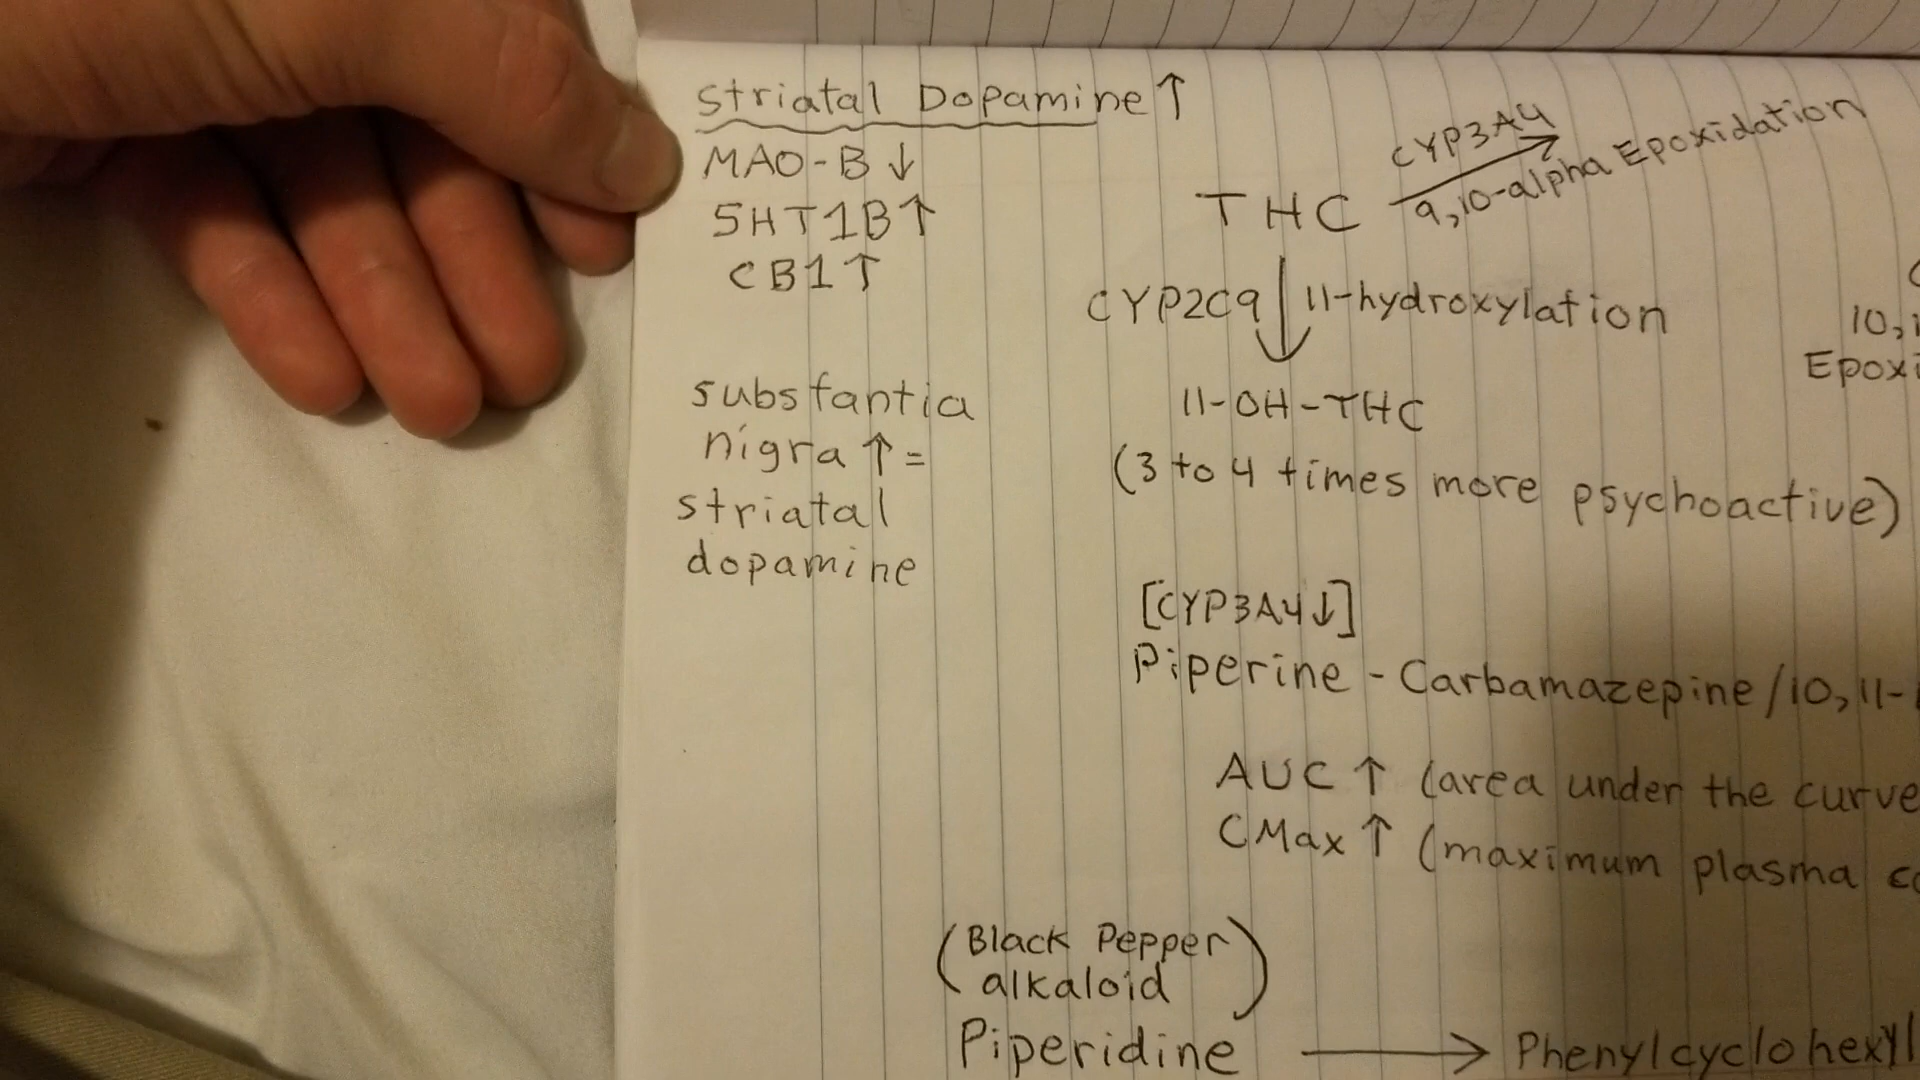 Striatal Dopamine ↑
MAO-B ↓
5HT1B ↑
CB1 ↑
substantia
nigra ↑ =
striatal
dopamine
CYP3A4
THC
9,10-alpha Epoxidation
CYP2C9
11-hydroxylation
11-OH-THC
(3 to 4 times more psychoactive)
10,
Epoxi
[CYP3A4↓]
Piperine - Carbamazepine/10,11-
AUC ↑ (area under the curve
CMax ↑ (maximum plasma co
(Black Pepper
alkaloid)
Piperidine → Phenylcyclohexyl